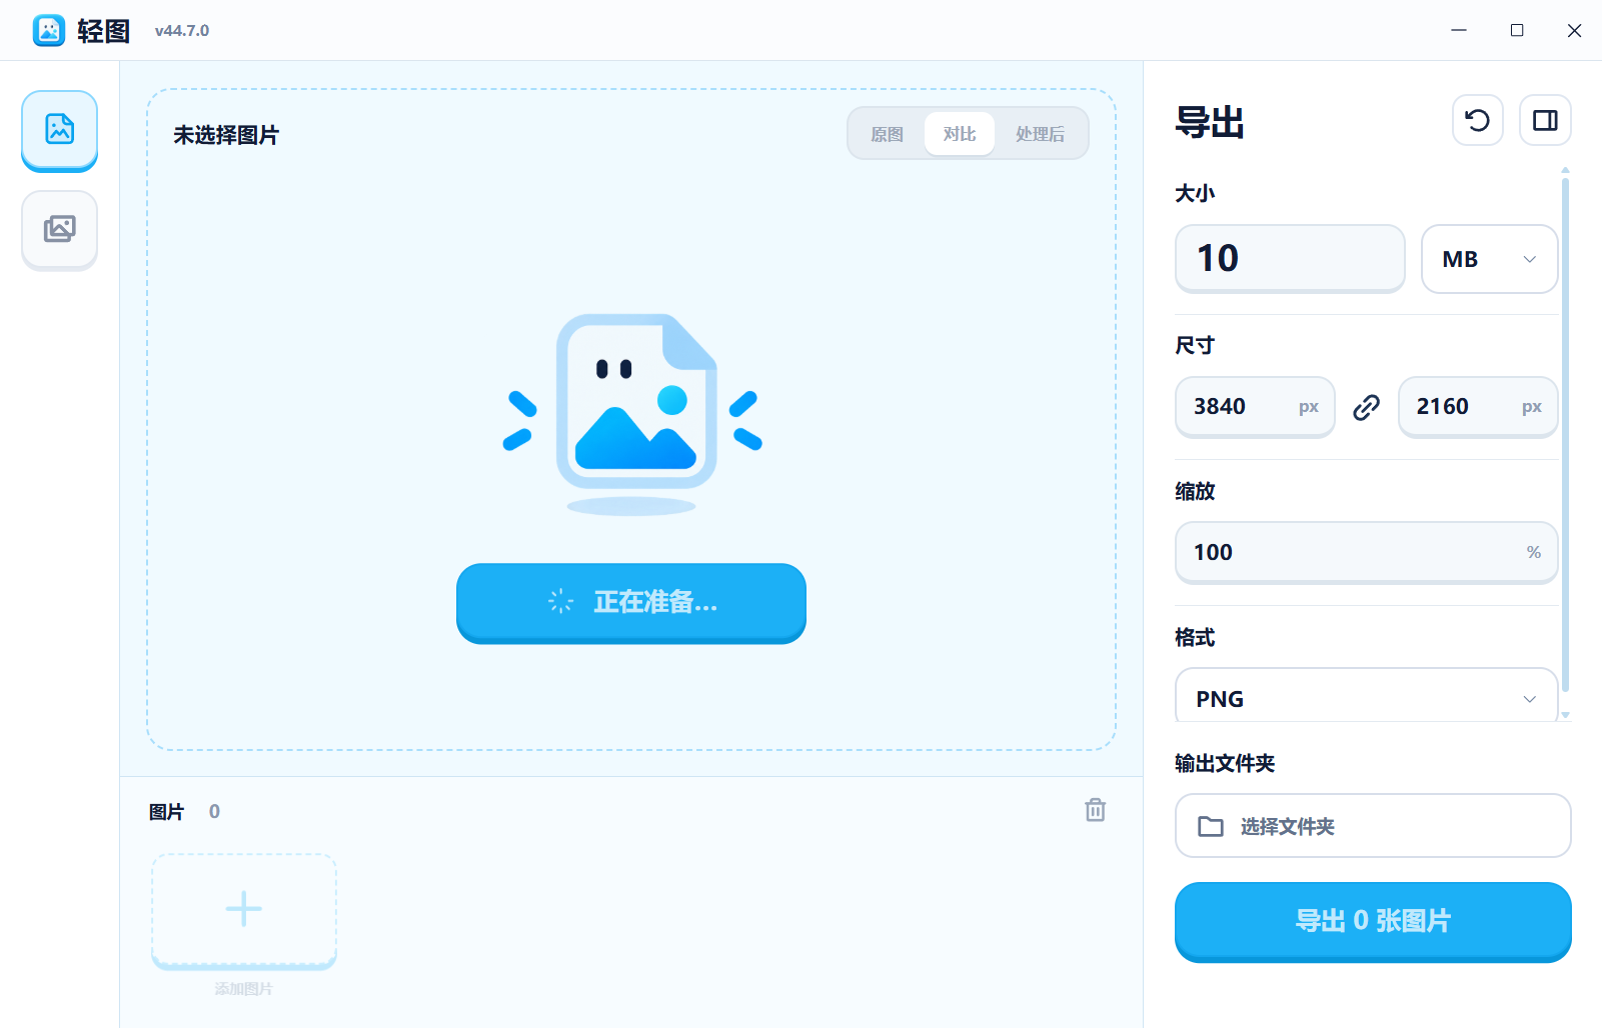 轻图 v44.7.0
未选择图片
原图 对比 处理后
正在准备...
图片 0
添加图片
导出
大小
10 MB
尺寸
3840 px 2160 px
缩放
100 %
格式
PNG
输出文件夹
选择文件夹
导出 0 张图片